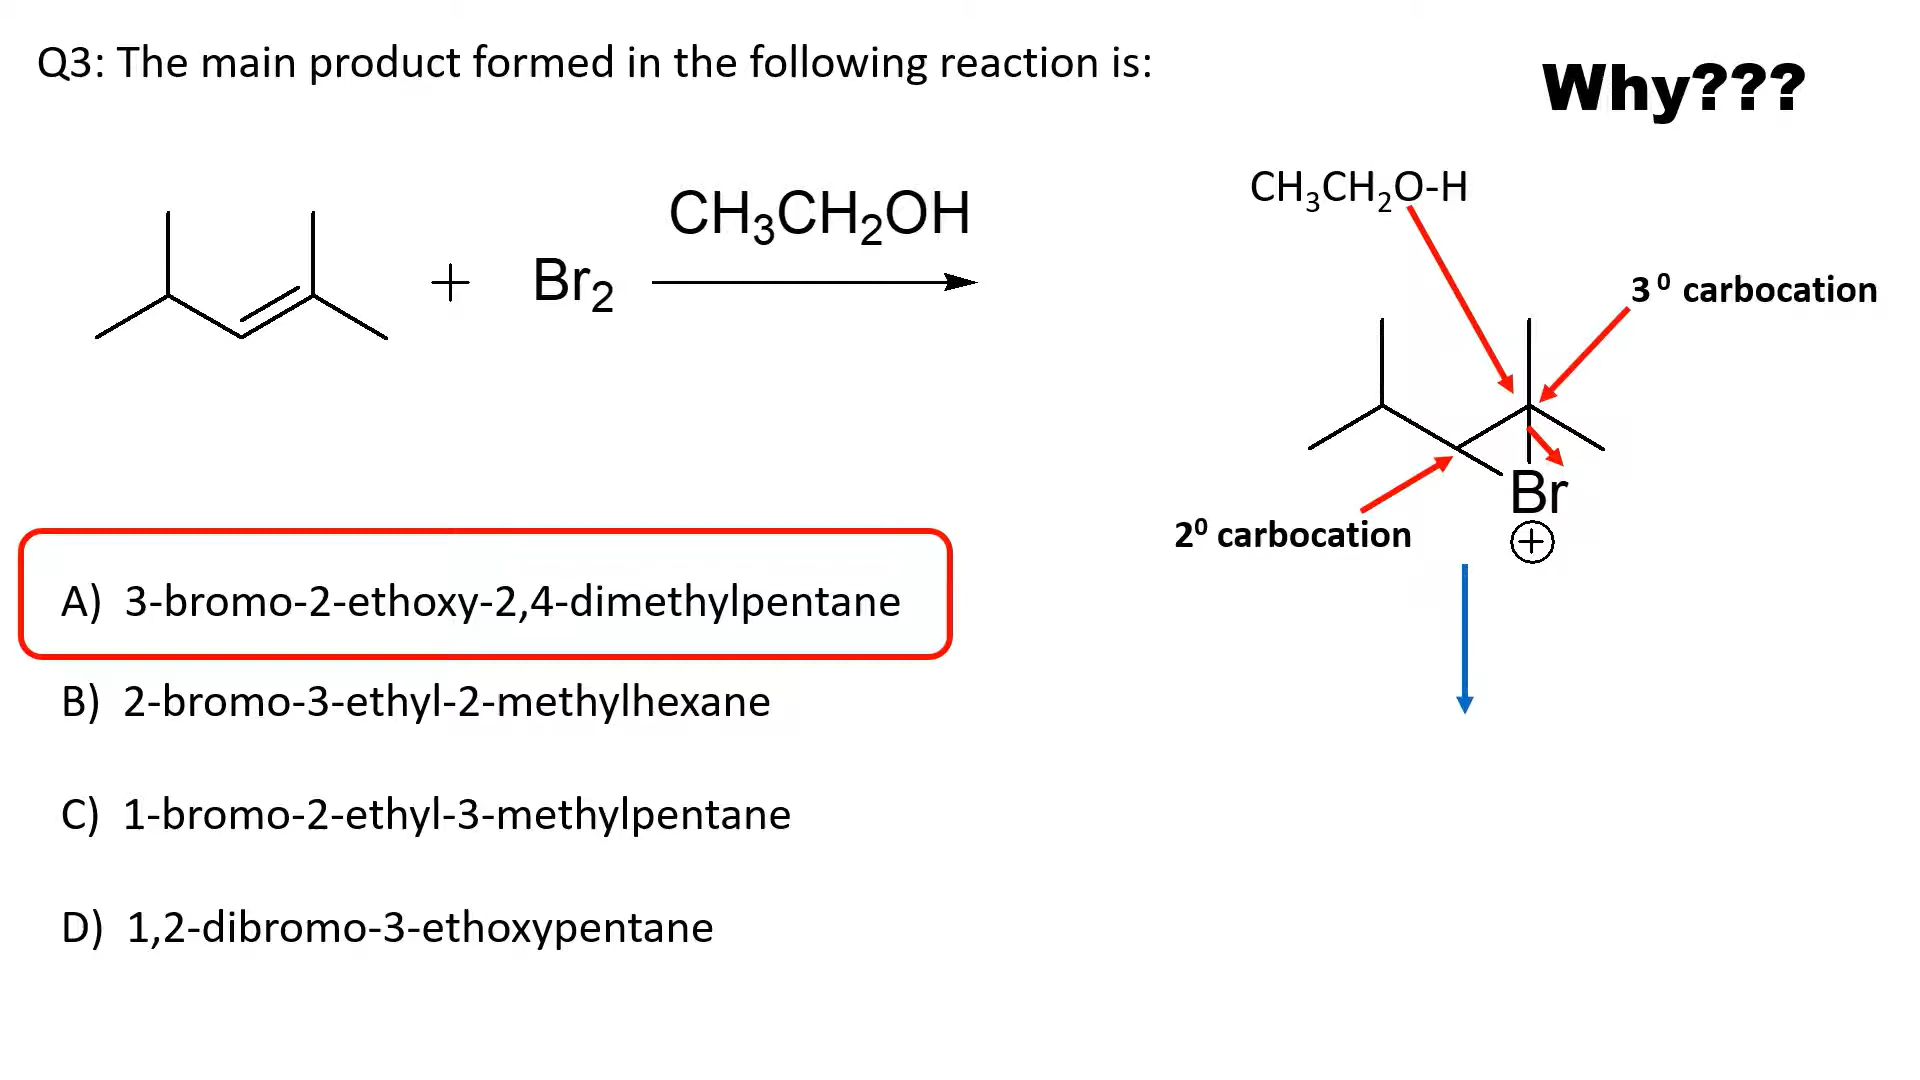 Q3: The main product formed in the following reaction is:
Why???
CH₃CH₂OH
+ Br₂
CH₃CH₂O-H
3⁰ carbocation
Br
2⁰ carbocation
+
A) 3-bromo-2-ethoxy-2,4-dimethylpentane
B) 2-bromo-3-ethyl-2-methylhexane
C) 1-bromo-2-ethyl-3-methylpentane
D) 1,2-dibromo-3-ethoxypentane